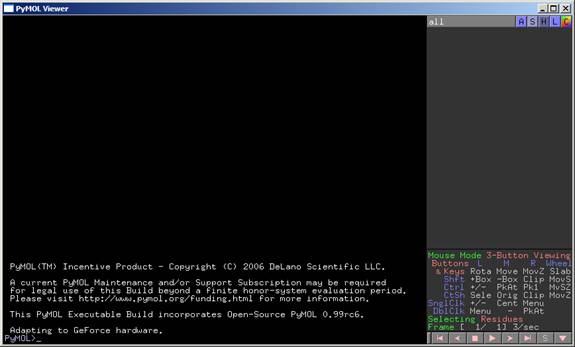 PyMOL Viewer
all A S H L C
PyMOL(TM) Incentive Product - Copyright (C) 2006 DeLano Scientific LLC.
A current PyMOL Maintenance and/or Support Subscription may be required
for legal use of this Build beyond a finite honor-system evaluation period.
Please visit http://www.pymol.org/funding.html for more information.
This PyMOL Executable Build incorporates Open-Source PyMOL 0.99rc6.
Adapting to GeForce hardware.
PyMOL>_
Mouse Mode 3-Button Viewing
Buttons L M R Wheel
& Keys Rota Move MovZ Slab
Shft +Box -Box Clip MovS
Ctrl +/- PkAt Pk1 MvSZ
CtSh Sele Orig Clip MovZ
SnglClk +/- Cent Menu
DblClk Menu - PkAt
Selecting Residues
Frame [ 1/ 1] 3/sec
S